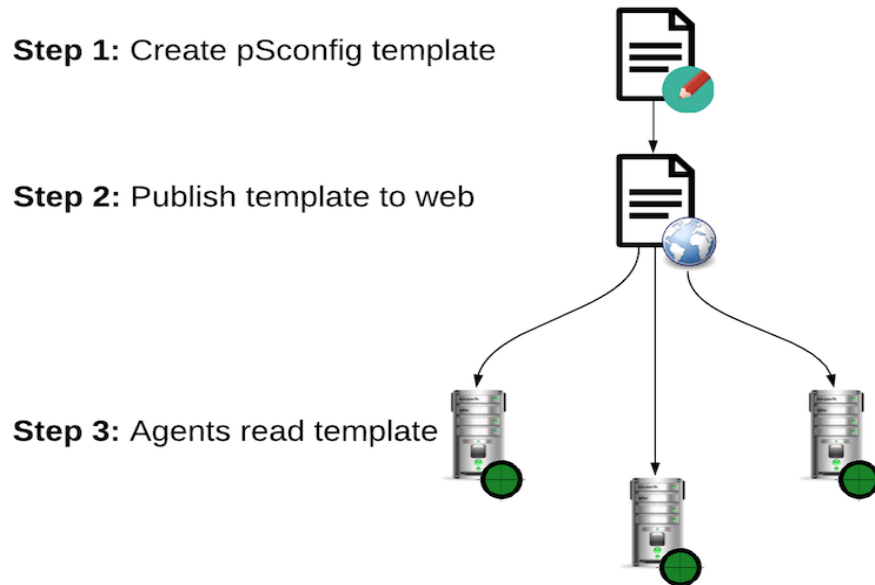 Step 1: Create pSconfig template
Step 2: Publish template to web
Step 3: Agents read template